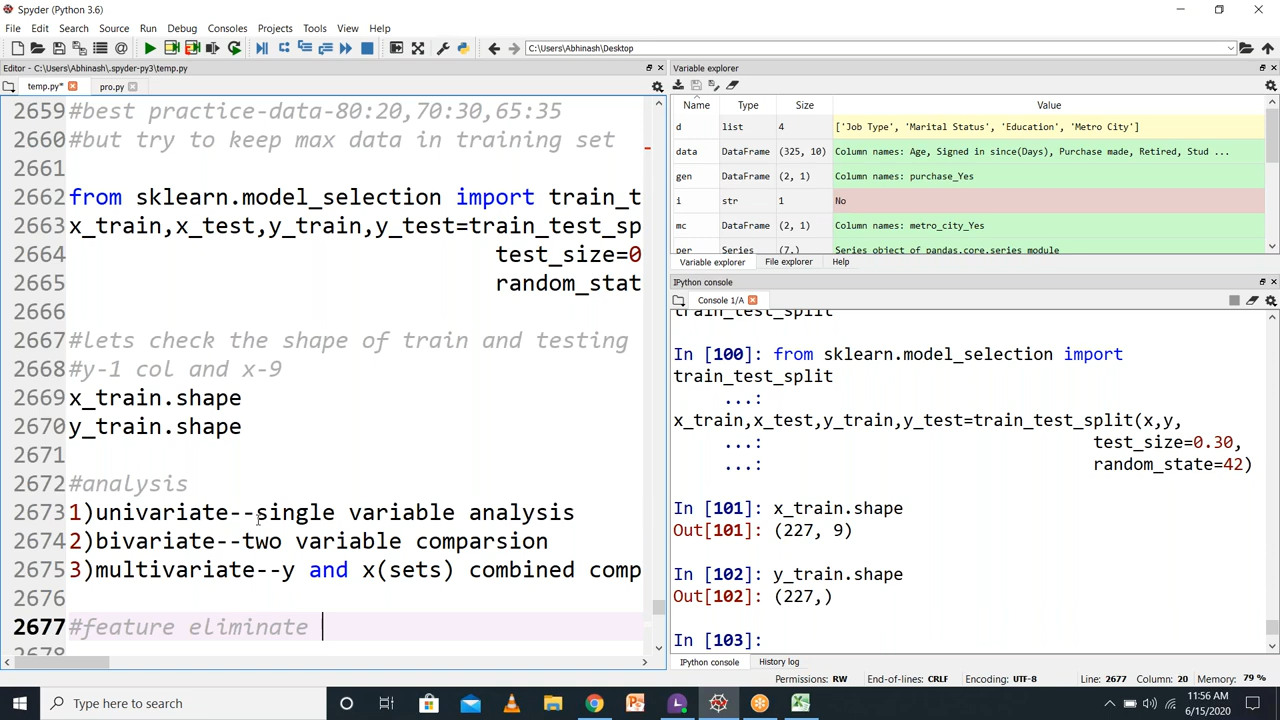 Spyder (Python 3.6)
File Edit Search Source Run Debug Consoles Projects Tools View Help
C:\Users\Abhinash\Desktop
Editor - C:\Users\Abhinash\.spyder-py3\temp.py
temp.py* pro.py
2659 #best practice-data-80:20,70:30,65:35
2660 #but try to keep max data in training set
2661
2662 from sklearn.model_selection import train_t
2663 x_train,x_test,y_train,y_test=train_test_sp
2664 test_size=0
2665 random_stat
2666
2667 #lets check the shape of train and testing
2668 #y-1 col and x-9
2669 x_train.shape
2670 y_train.shape
2671
2672 #analysis
2673 1)univariate--single variable analysis
2674 2)bivariate--two variable comparsion
2675 3)multivariate--y and x(sets) combined comp
2676
2677 #feature eliminate
2678
Variable explorer
Name Type Size Value
d list 4 ['Job Type', 'Marital Status', 'Education', 'Metro City']
data DataFrame (325, 10) Column names: Age, Signed in since(Days), Purchase made, Retired, Stud ...
gen DataFrame (2, 1) Column names: purchase_Yes
i str 1 No
mc DataFrame (2, 1) Column names: metro_city_Yes
per Series (7,) Series object of pandas.core.series module
Variable explorer File explorer Help
IPython console
Console 1/A
train_test_split
In [100]: from sklearn.model_selection import
train_test_split
...:
x_train,x_test,y_train,y_test=train_test_split(x,y,
...: test_size=0.30,
...: random_state=42)
In [101]: x_train.shape
Out[101]: (227, 9)
In [102]: y_train.shape
Out[102]: (227,)
In [103]:
IPython console History log
Permissions: RW End-of-lines: CRLF Encoding: UTF-8 Line: 2677 Column: 20 Memory: 79 %
Type here to search
11:56 AM
6/15/2020